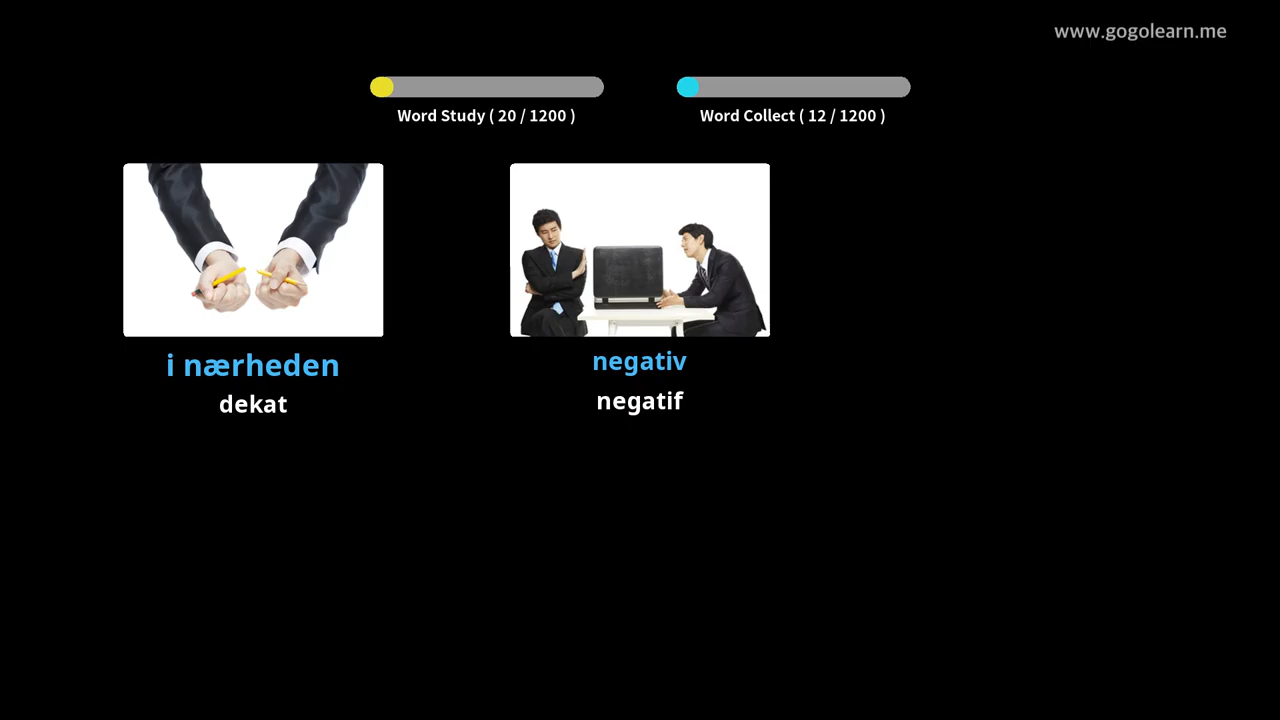 www.gogolearn.me
Word Study ( 20 / 1200 )
Word Collect ( 12 / 1200 )
i nærheden
dekat
negativ
negatif